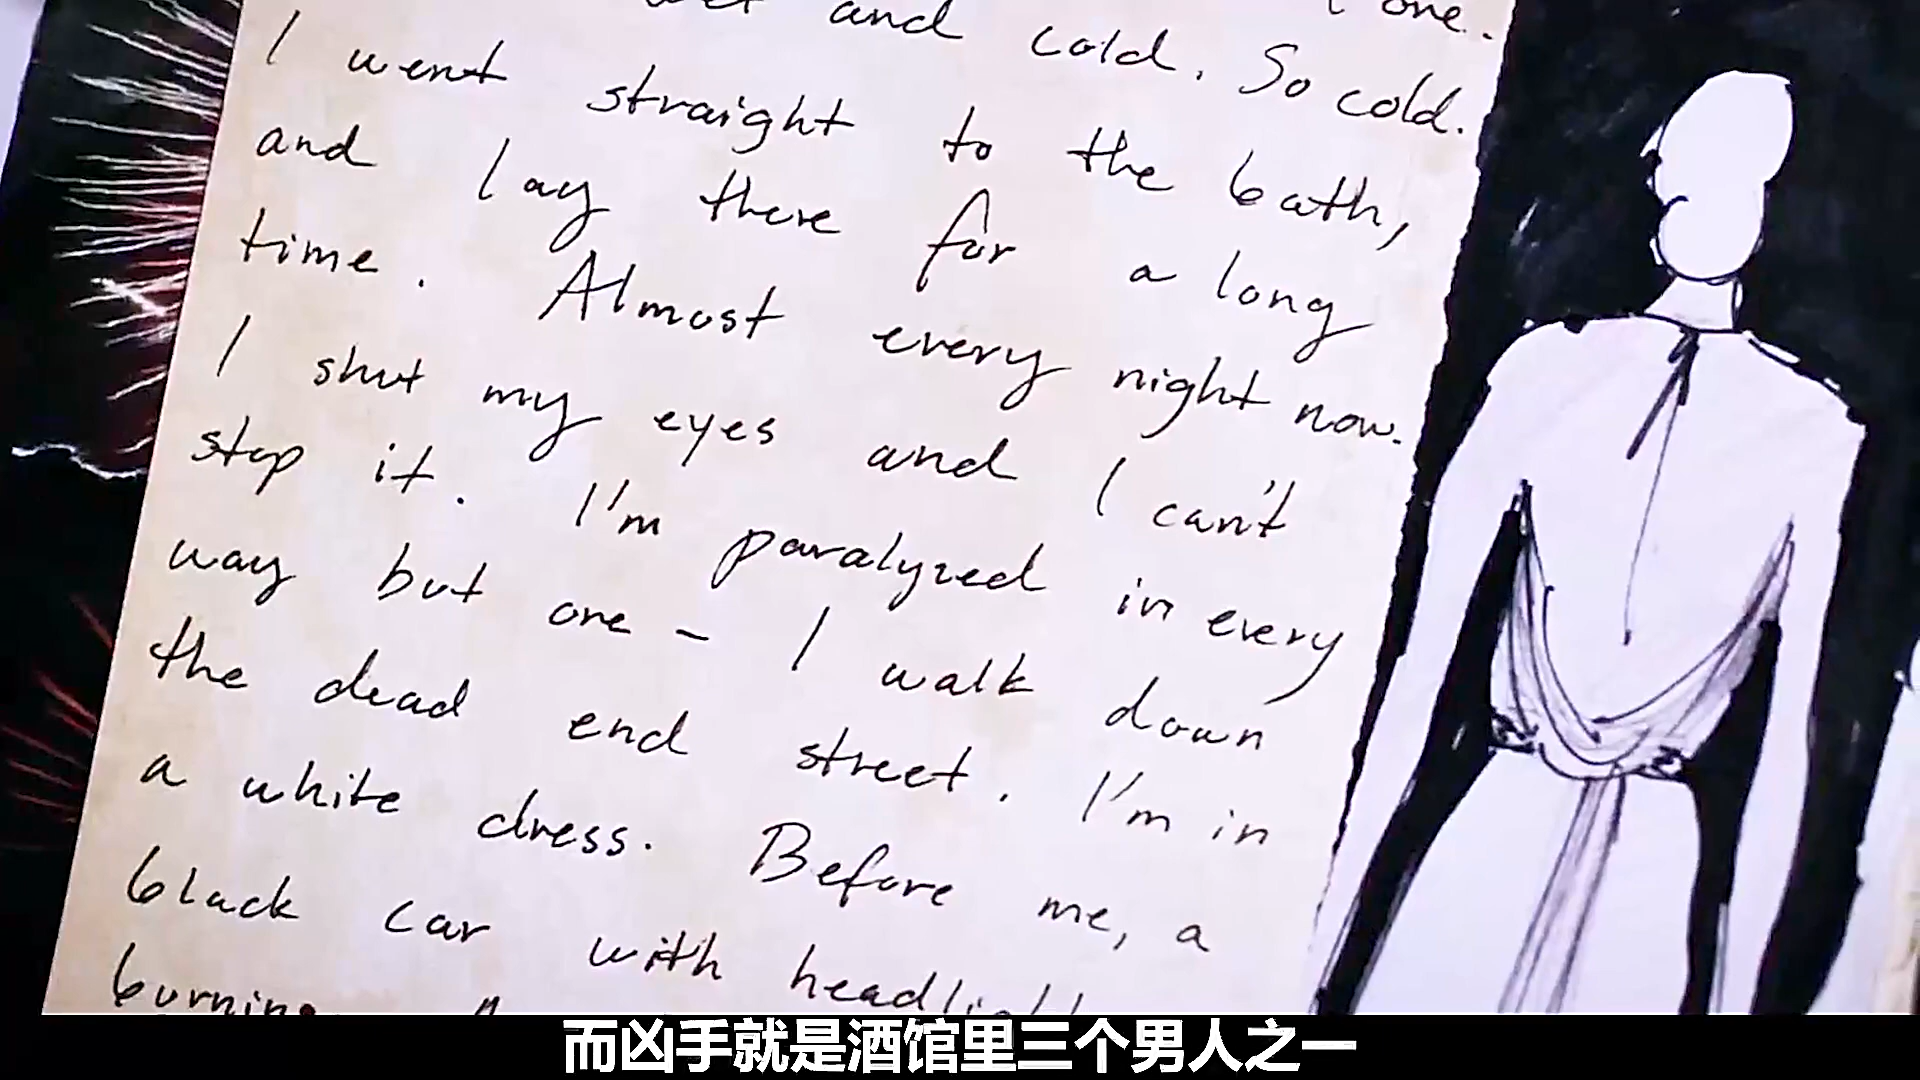 and cold. So cold.
I went straight to the bath,
and lay there for a long
time. Almost every night now.
I shut my eyes and I can't
stop it. I'm paralyzed in every
way but one - I walk down
the dead end street. I'm in
a white dress. Before me, a
black car with
而凶手就是酒馆里三个男人之一